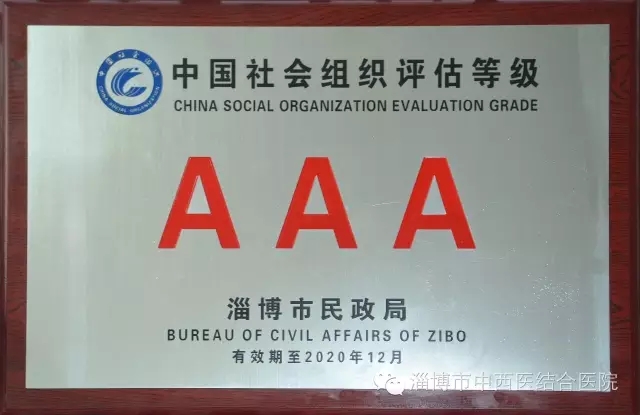 中国社会组织评估等级
CHINA SOCIAL ORGANIZATION EVALUATION GRADE
AAA
淄博市民政局
BUREAU OF CIVIL AFFAIRS OF ZIBO
有效期至2020年12月
淄博市中西医结合医院